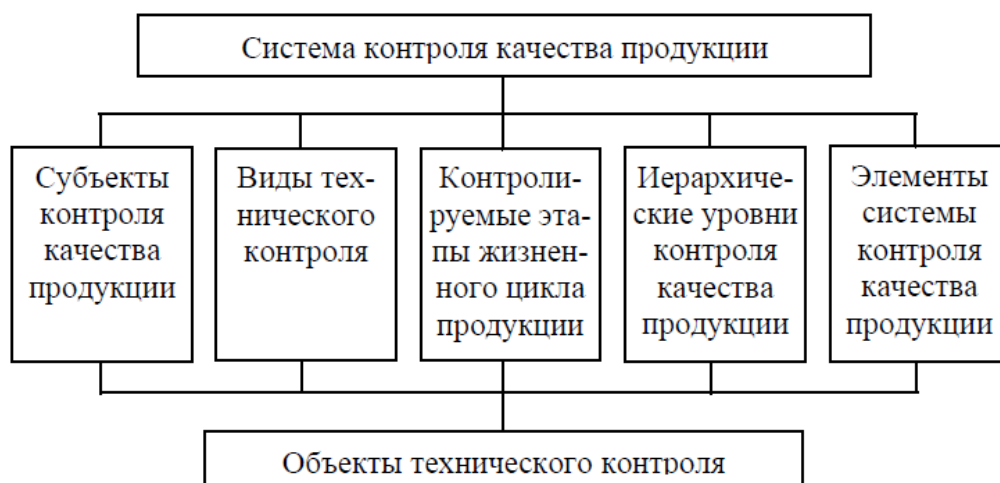 Система контроля качества продукции
Субъекты
контроля
качества
продукции
Виды тех-
нического
контроля
Контроли-
руемые эта-
пы жизнен-
ного цикла
продукции
Иерархиче-
ские уровни
контроля
качества
продукции
Элементы
системы
контроля
качества
продукции
Объекты технического контроля